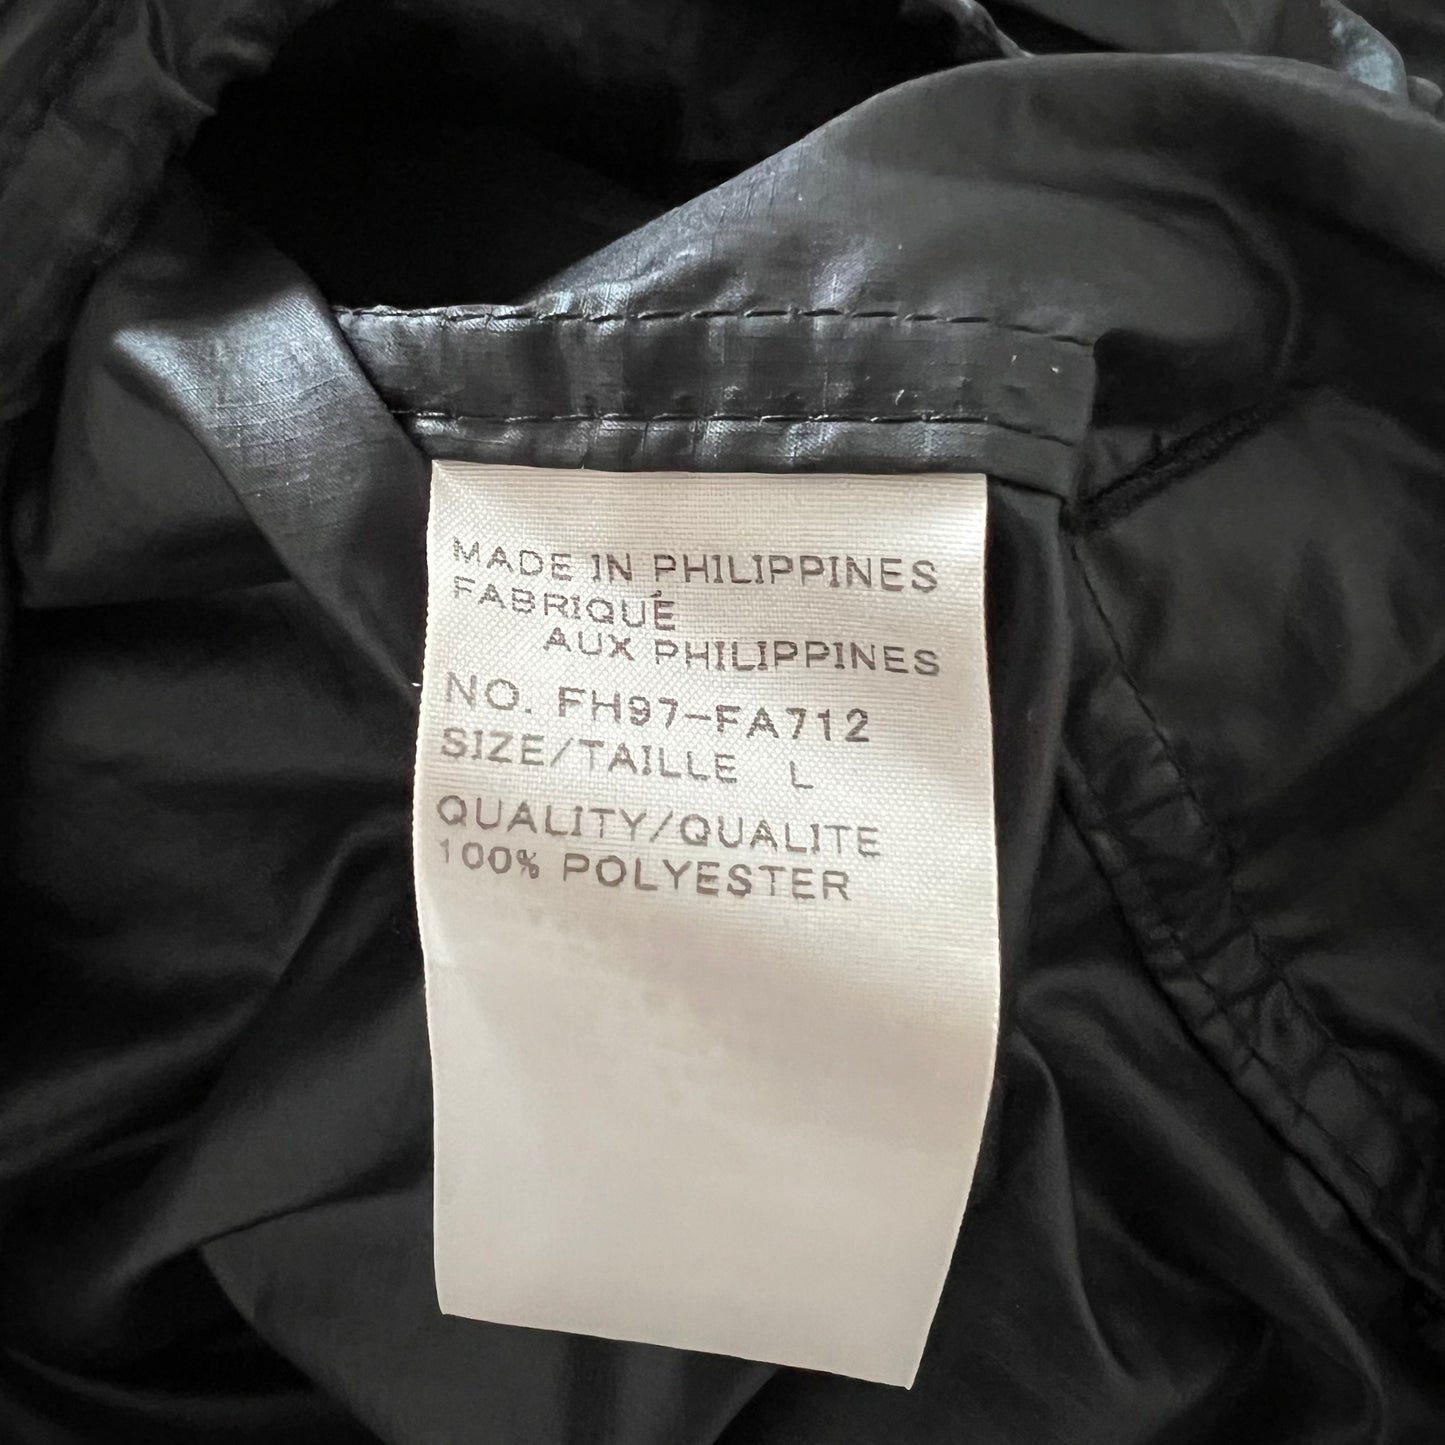 MADE IN PHILIPPINES
FABRIQUÉ
AUX PHILIPPINES
NO. FH97-FA712
SIZE/TAILLE L
QUALITY/QUALITE
100% POLYESTER